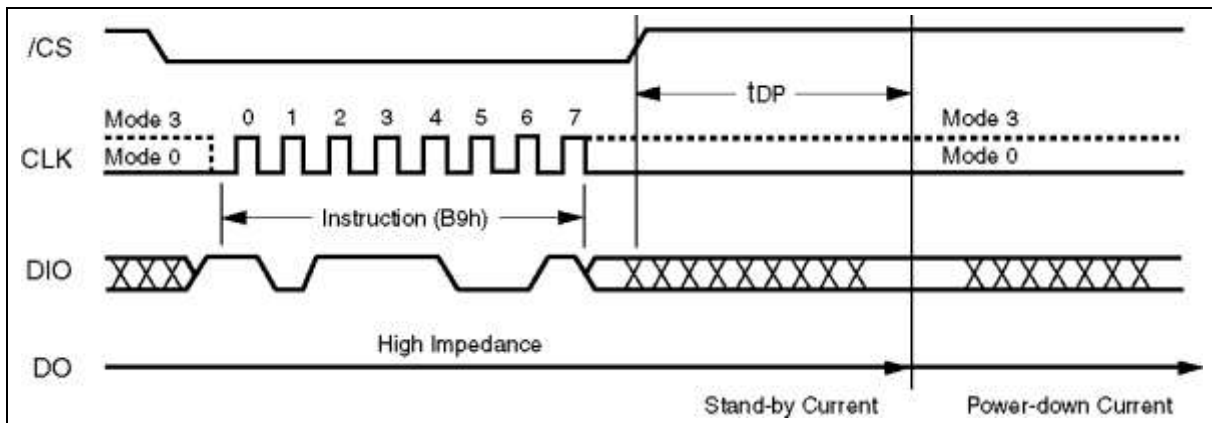 /CS
tDP
Mode 3 0 1 2 3 4 5 6 7 Mode 3
CLK Mode 0 Mode 0
Instruction (B9h)
DIO
High Impedance
DO
Stand-by Current Power-down Current